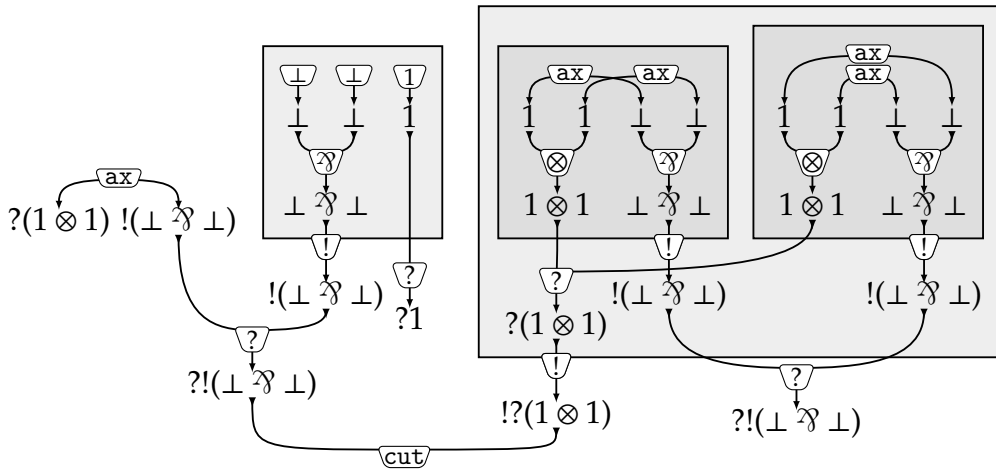 ax
ax ax
ax
⊥ ⊥ 1
⊥ ⊥ 1
1 1 ⊥ ⊥
1 1 ⊥ ⊥
⅋
⊗ ⅋
⊗ ⅋
ax
?(1 ⊗ 1) !(⊥ ⅋ ⊥)
⊥ ⅋ ⊥
1 ⊗ 1 ⊥ ⅋ ⊥
1 ⊗ 1 ⊥ ⅋ ⊥
! ! !
? ?
!(⊥ ⅋ ⊥) ?1
!(⊥ ⅋ ⊥) !(⊥ ⅋ ⊥)
?(1 ⊗ 1)
?
! ?
?!(⊥ ⅋ ⊥)
!?(1 ⊗ 1) ?!(⊥ ⅋ ⊥)
cut